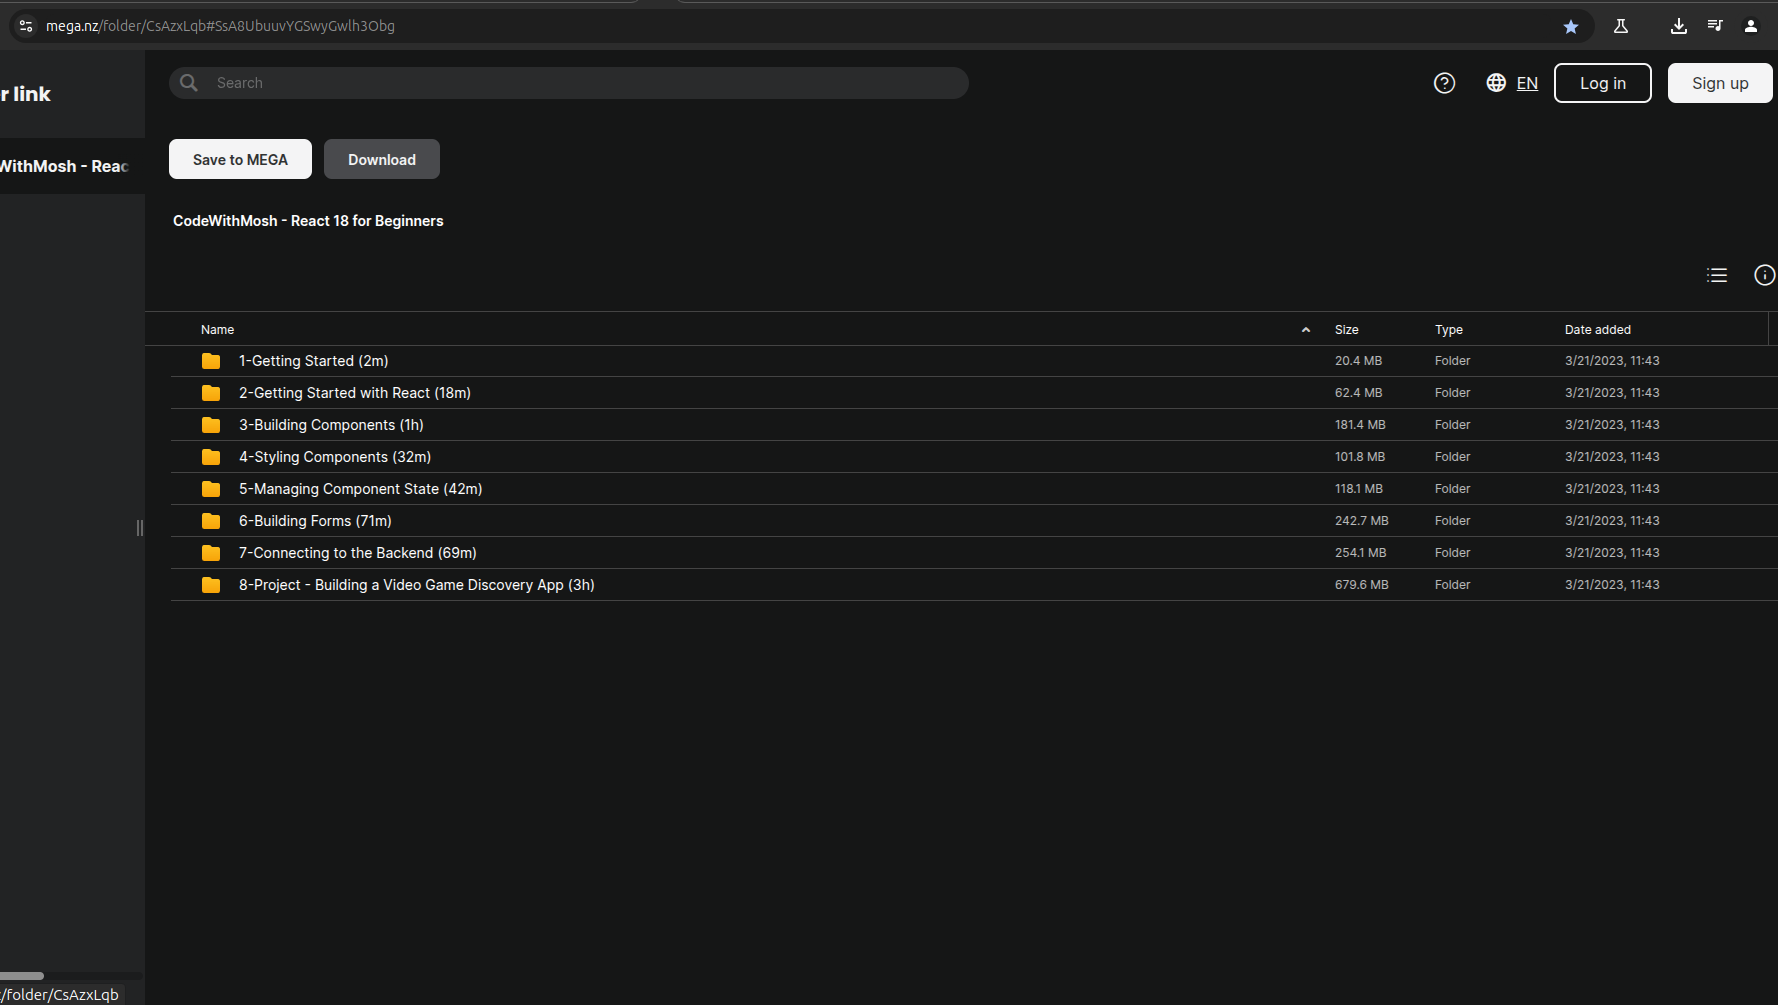 mega.nz/folder/CsAzxLqb#SsA8UbuuvYGSwyGwlh3Obg
r link
Search
EN
Log in
Sign up
WithMosh - Reac
Save to MEGA
Download
CodeWithMosh - React 18 for Beginners
Name Size Type Date added
1-Getting Started (2m) 20.4 MB Folder 3/21/2023, 11:43
2-Getting Started with React (18m) 62.4 MB Folder 3/21/2023, 11:43
3-Building Components (1h) 181.4 MB Folder 3/21/2023, 11:43
4-Styling Components (32m) 101.8 MB Folder 3/21/2023, 11:43
5-Managing Component State (42m) 118.1 MB Folder 3/21/2023, 11:43
6-Building Forms (71m) 242.7 MB Folder 3/21/2023, 11:43
7-Connecting to the Backend (69m) 254.1 MB Folder 3/21/2023, 11:43
8-Project - Building a Video Game Discovery App (3h) 679.6 MB Folder 3/21/2023, 11:43
/folder/CsAzxLqb